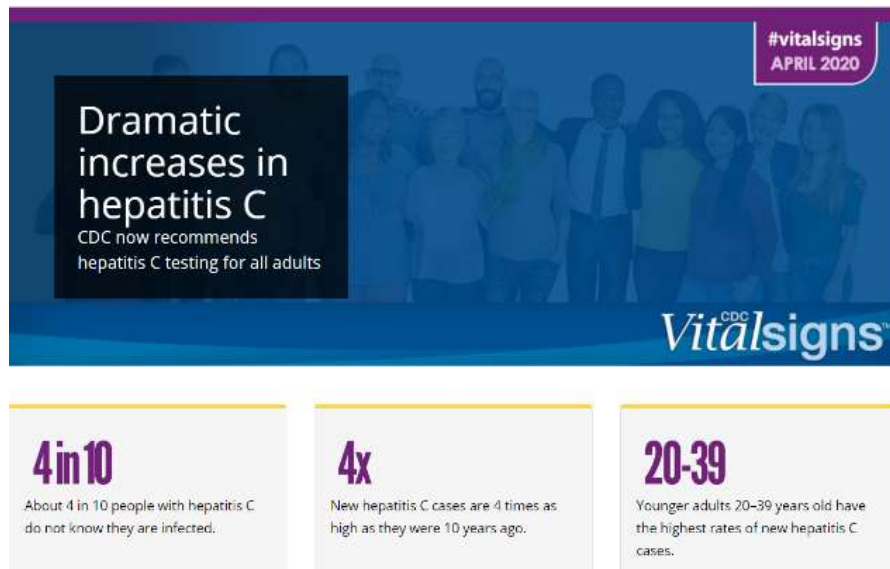 #vitalsigns
APRIL 2020
Dramatic
increases in
hepatitis C
CDC now recommends
hepatitis C testing for all adults
CDC
Vitalsigns™
4 in 10
About 4 in 10 people with hepatitis C
do not know they are infected.
4x
New hepatitis C cases are 4 times as
high as they were 10 years ago.
20-39
Younger adults 20–39 years old have
the highest rates of new hepatitis C
cases.